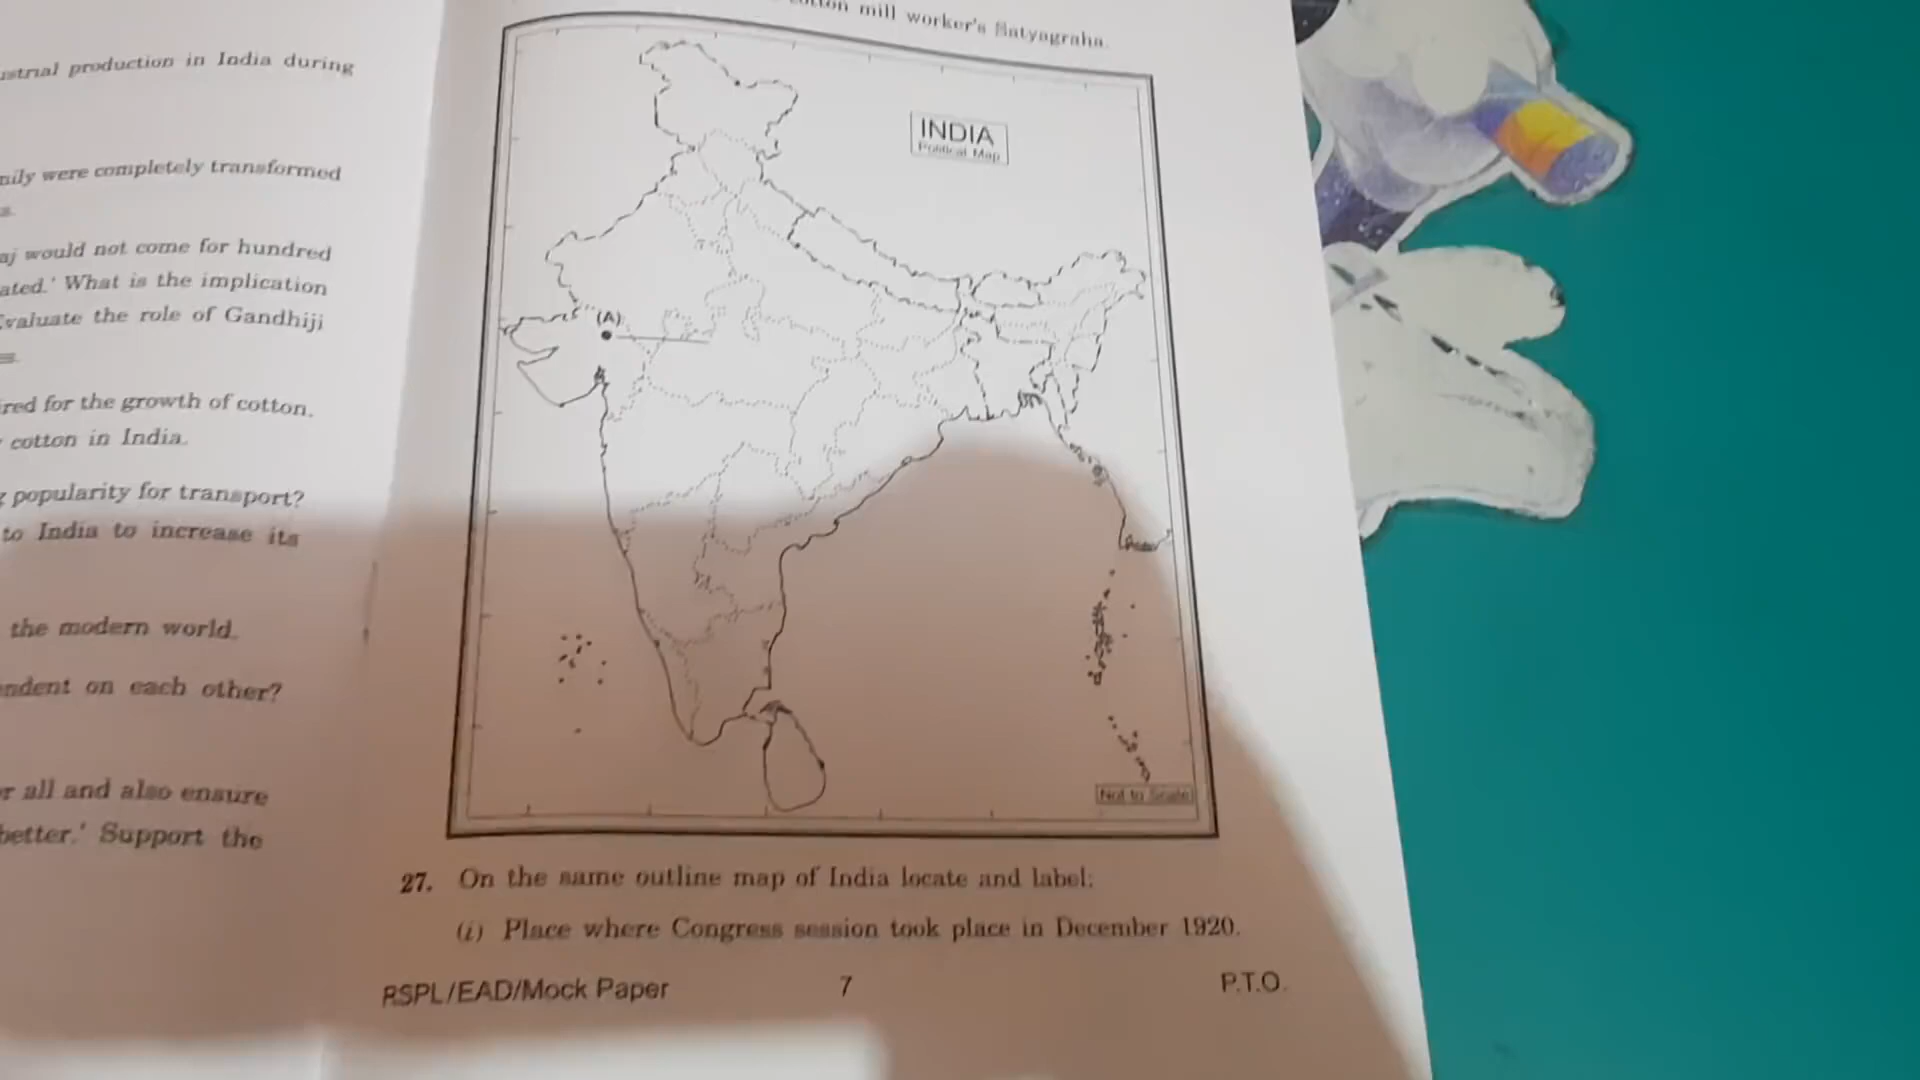 ustrial production in India during
mily were completely transformed
s.
aj would not come for hundred
ated.' What is the implication
Evaluate the role of Gandhiji
red for the growth of cotton.
cotton in India.
popularity for transport?
to India to increase its
the modern world.
endent on each other?
r all and also ensure
better.' Support the
cotton mill worker's Satyagraha.
INDIA
Political Map
(A)
Not to Scale
27. On the same outline map of India locate and label:
(i) Place where Congress session took place in December 1920.
RSPL/EAD/Mock Paper 7 P.T.O.